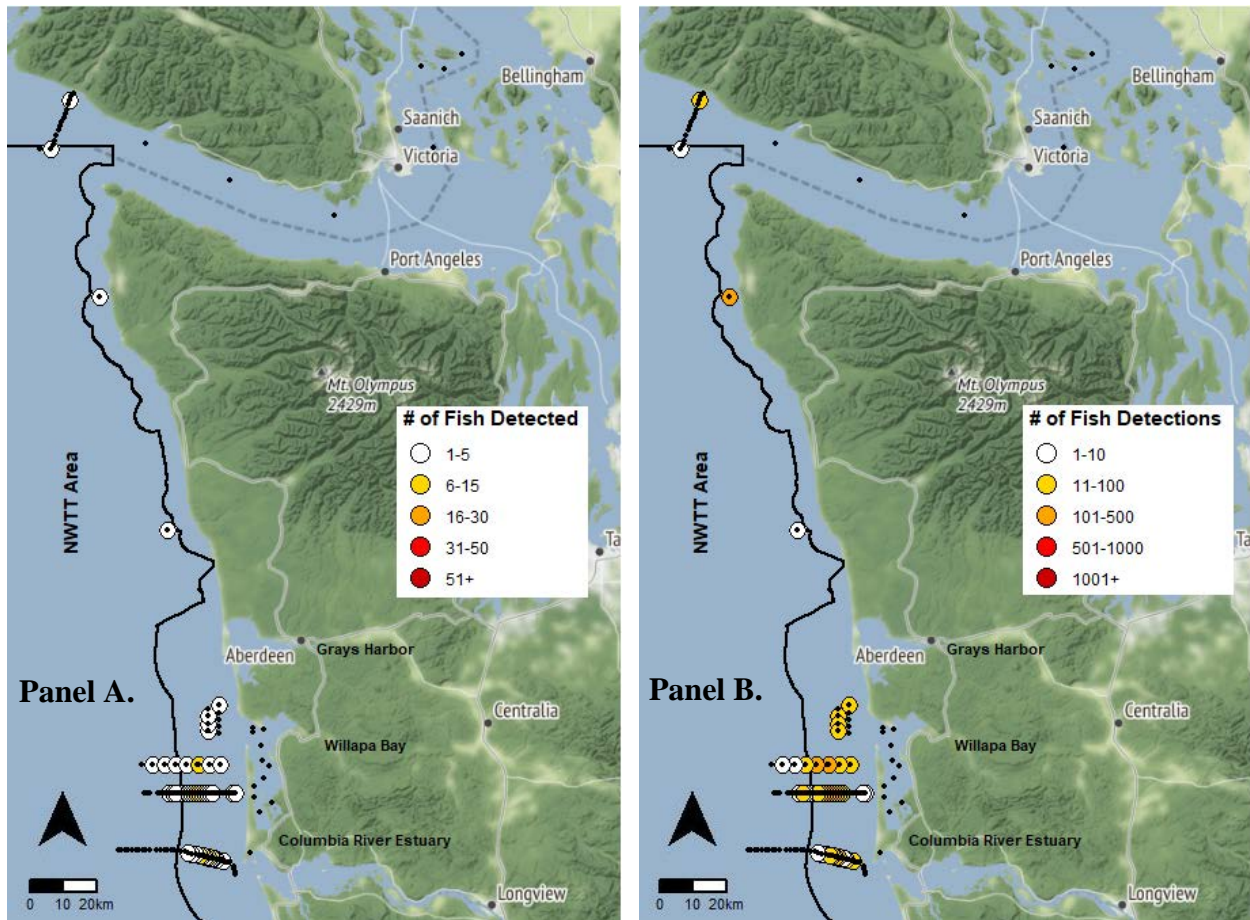 Bellingham
Saanich
Victoria
Port Angeles
Mt. Olympus
2429m
# of Fish Detected
1-5
6-15
16-30
31-50
51+
NWTT Area
Ta
Grays Harbor
Aberdeen
Panel A.
Centralia
Willapa Bay
Columbia River Estuary
0 10 20km
Longview
Bellingham
Saanich
Victoria
Port Angeles
Mt. Olympus
2429m
# of Fish Detections
1-10
11-100
101-500
501-1000
1001+
NWTT Area
Ta
Grays Harbor
Aberdeen
Panel B.
Centralia
Willapa Bay
Columbia River Estuary
0 10 20km
Longview